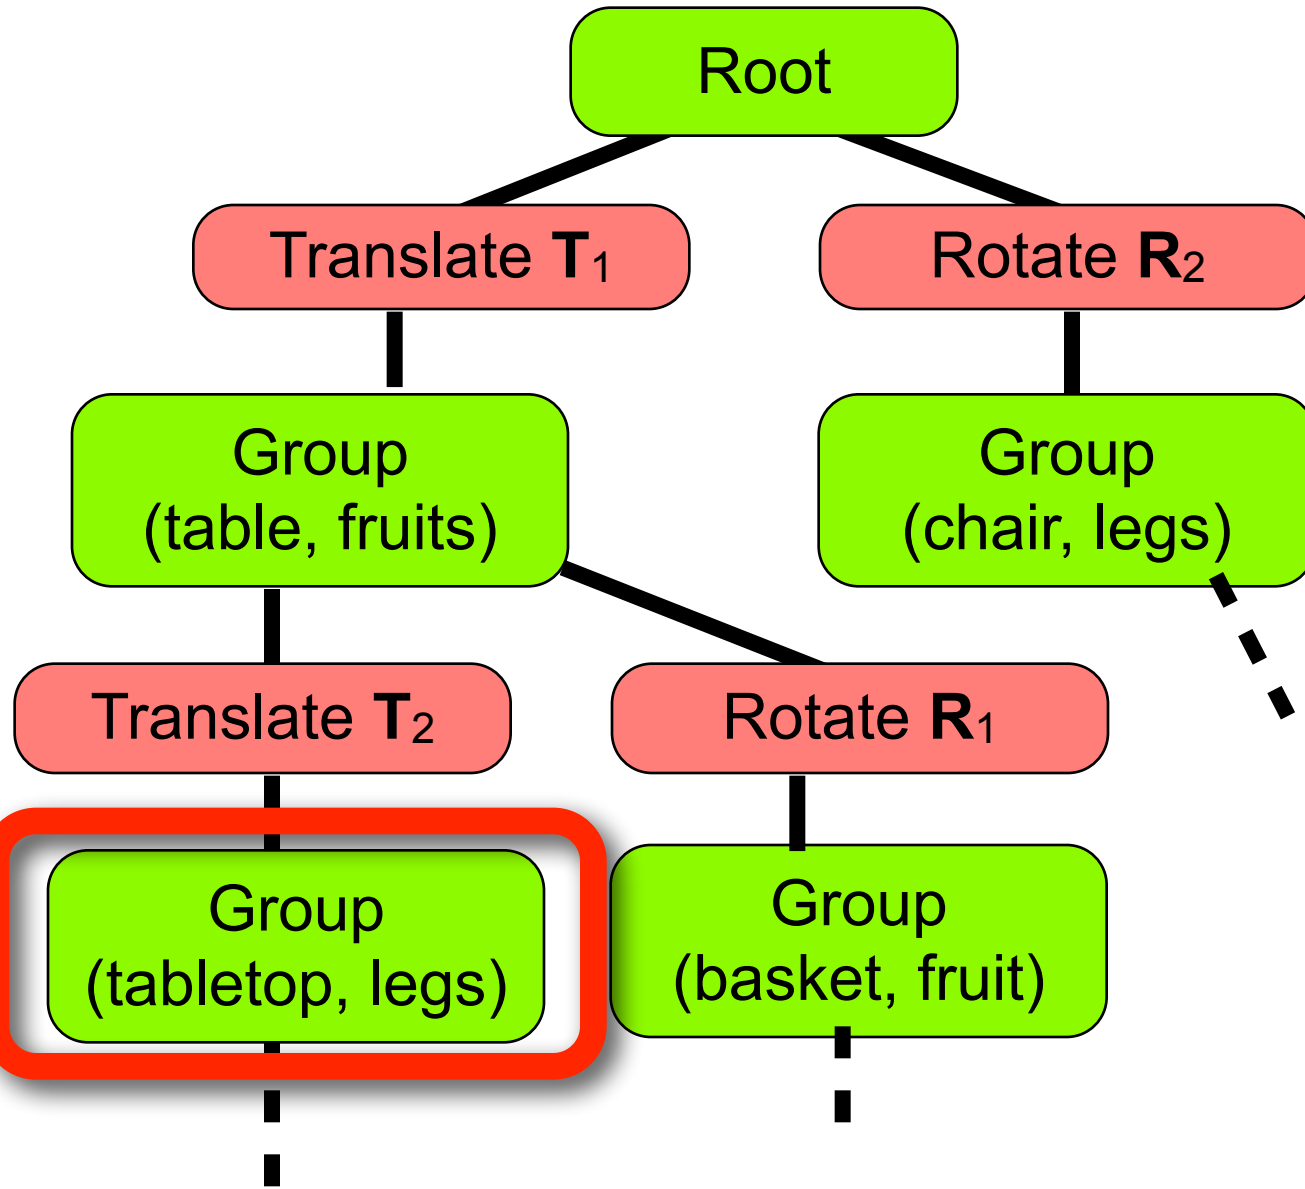 Root
Translate T₁
Rotate R₂
Group
(table, fruits)
Group
(chair, legs)
Translate T₂
Rotate R₁
Group
(tabletop, legs)
Group
(basket, fruit)